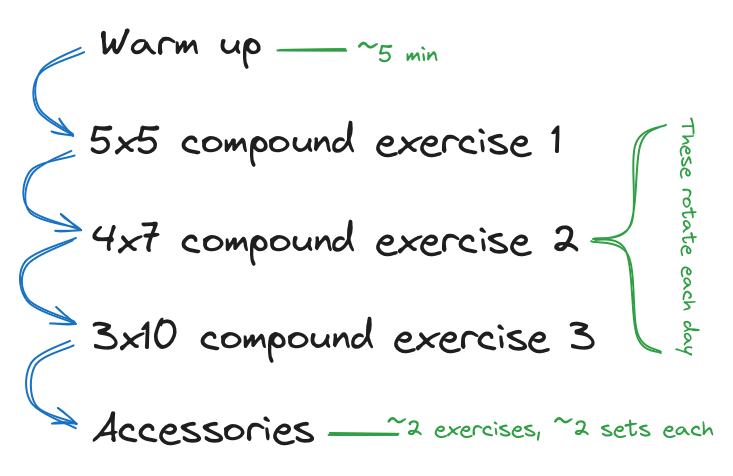 Warm up
~5 min
5x5 compound exercise 1
4x7 compound exercise 2
3x10 compound exercise 3
These rotate each day
Accessories
~2 exercises, ~2 sets each